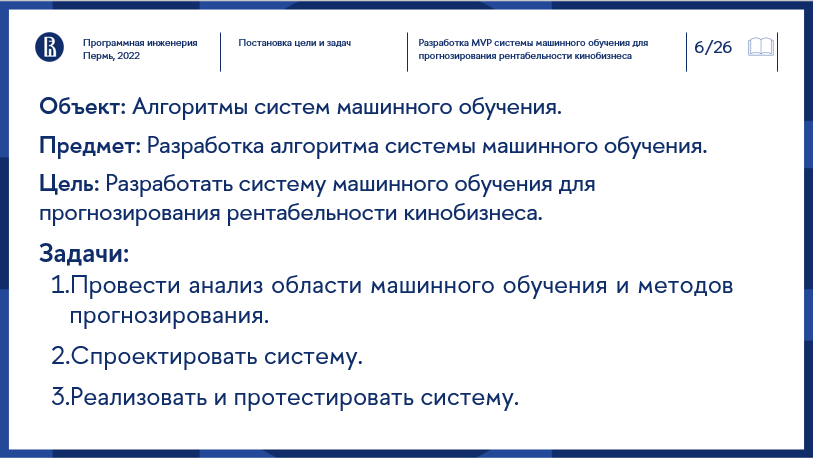 Программная инженерия
Пермь, 2022
Постановка цели и задач
Разработка MVP системы машинного обучения для
прогнозирования рентабельности кинобизнеса
6/26
Объект: Алгоритмы систем машинного обучения.
Предмет: Разработка алгоритма системы машинного обучения.
Цель: Разработать систему машинного обучения для
прогнозирования рентабельности кинобизнеса.
Задачи:
1.Провести анализ области машинного обучения и методов
прогнозирования.
2.Спроектировать систему.
3.Реализовать и протестировать систему.